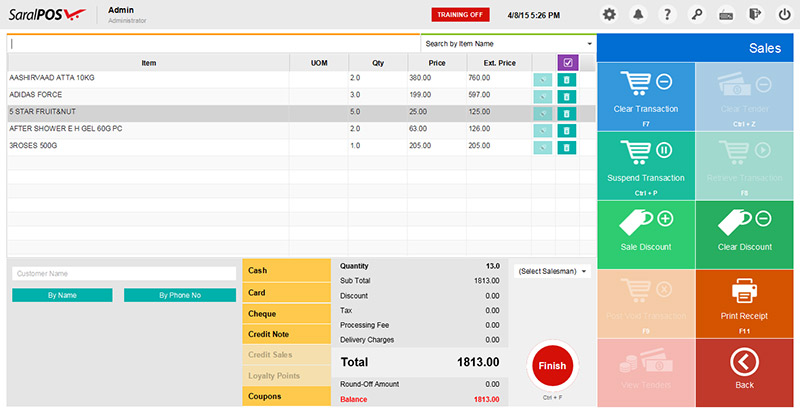 SaralPOS Admin Administrator TRAINING OFF 4/8/15 5:26 PM
Search by Item Name
Item UOM Qty Price Ext. Price
AASHIRVAAD ATTA 10KG 2.0 380.00 760.00
ADIDAS FORCE 3.0 199.00 597.00
5 STAR FRUIT&NUT 5.0 25.00 125.00
AFTER SHOWER E H GEL 60G PC 2.0 63.00 126.00
3ROSES 500G 1.0 205.00 205.00
Customer Name
By Name By Phone No
Cash
Card
Cheque
Credit Note
Credit Sales
Loyalty Points
Coupons
Quantity 13.0
Sub Total 1813.00
Discount 0.00
Tax 0.00
Processing Fee 0.00
Delivery Charges 0.00
Total 1813.00
Round-Off Amount 0.00
Balance 1813.00
(Select Salesman)
Finish
Ctrl + F
Sales
Clear Transaction
F7
Clear Tender
Ctrl + Z
Suspend Transaction
Ctrl + P
Retrieve Transaction
F8
Sale Discount
Clear Discount
Post Void Transaction
F9
Print Receipt
F11
View Tenders
Back